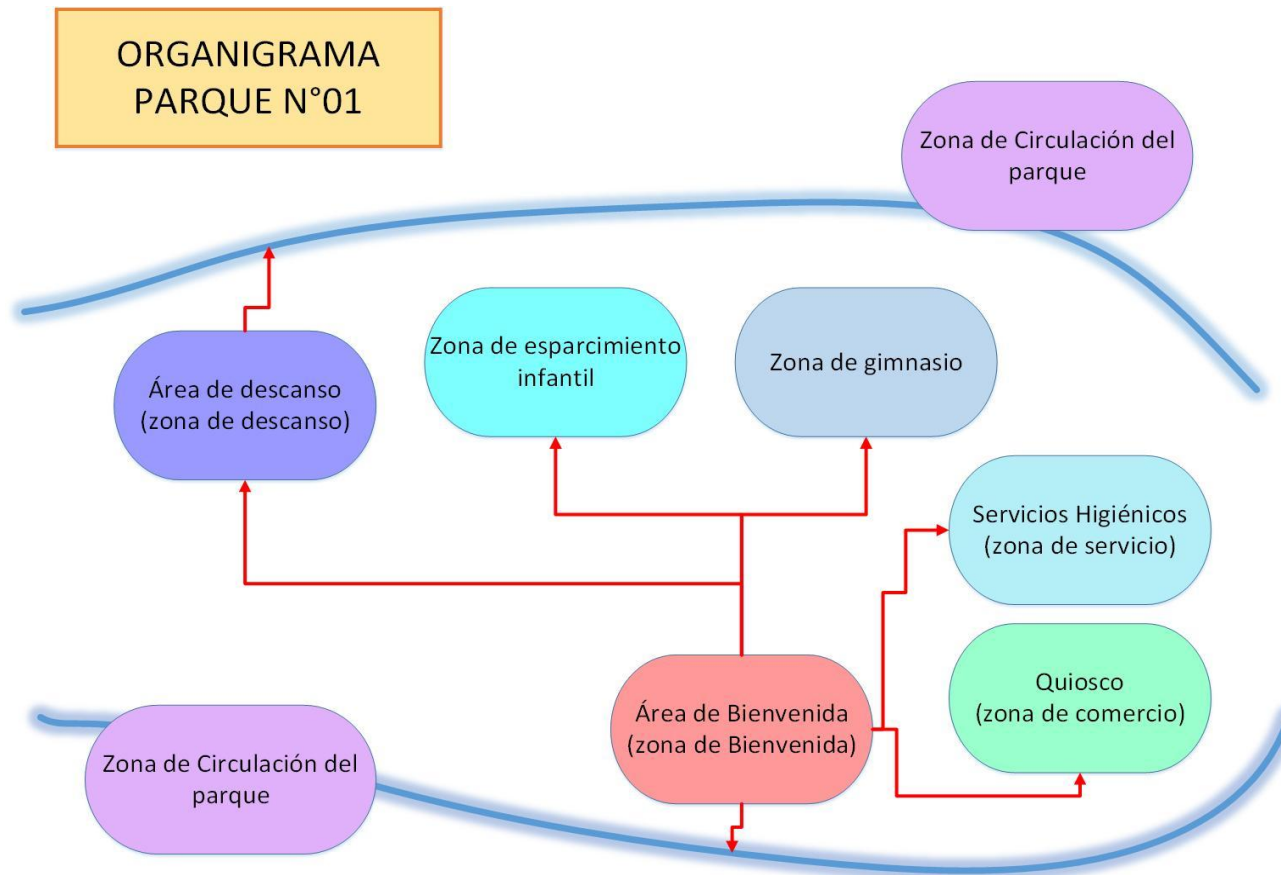 ORGANIGRAMA
PARQUE N°01
Zona de Circulación del
parque
Zona de esparcimiento
infantil
Zona de gimnasio
Área de descanso
(zona de descanso)
Servicios Higiénicos
(zona de servicio)
Quiosco
(zona de comercio)
Área de Bienvenida
(zona de Bienvenida)
Zona de Circulación del
parque